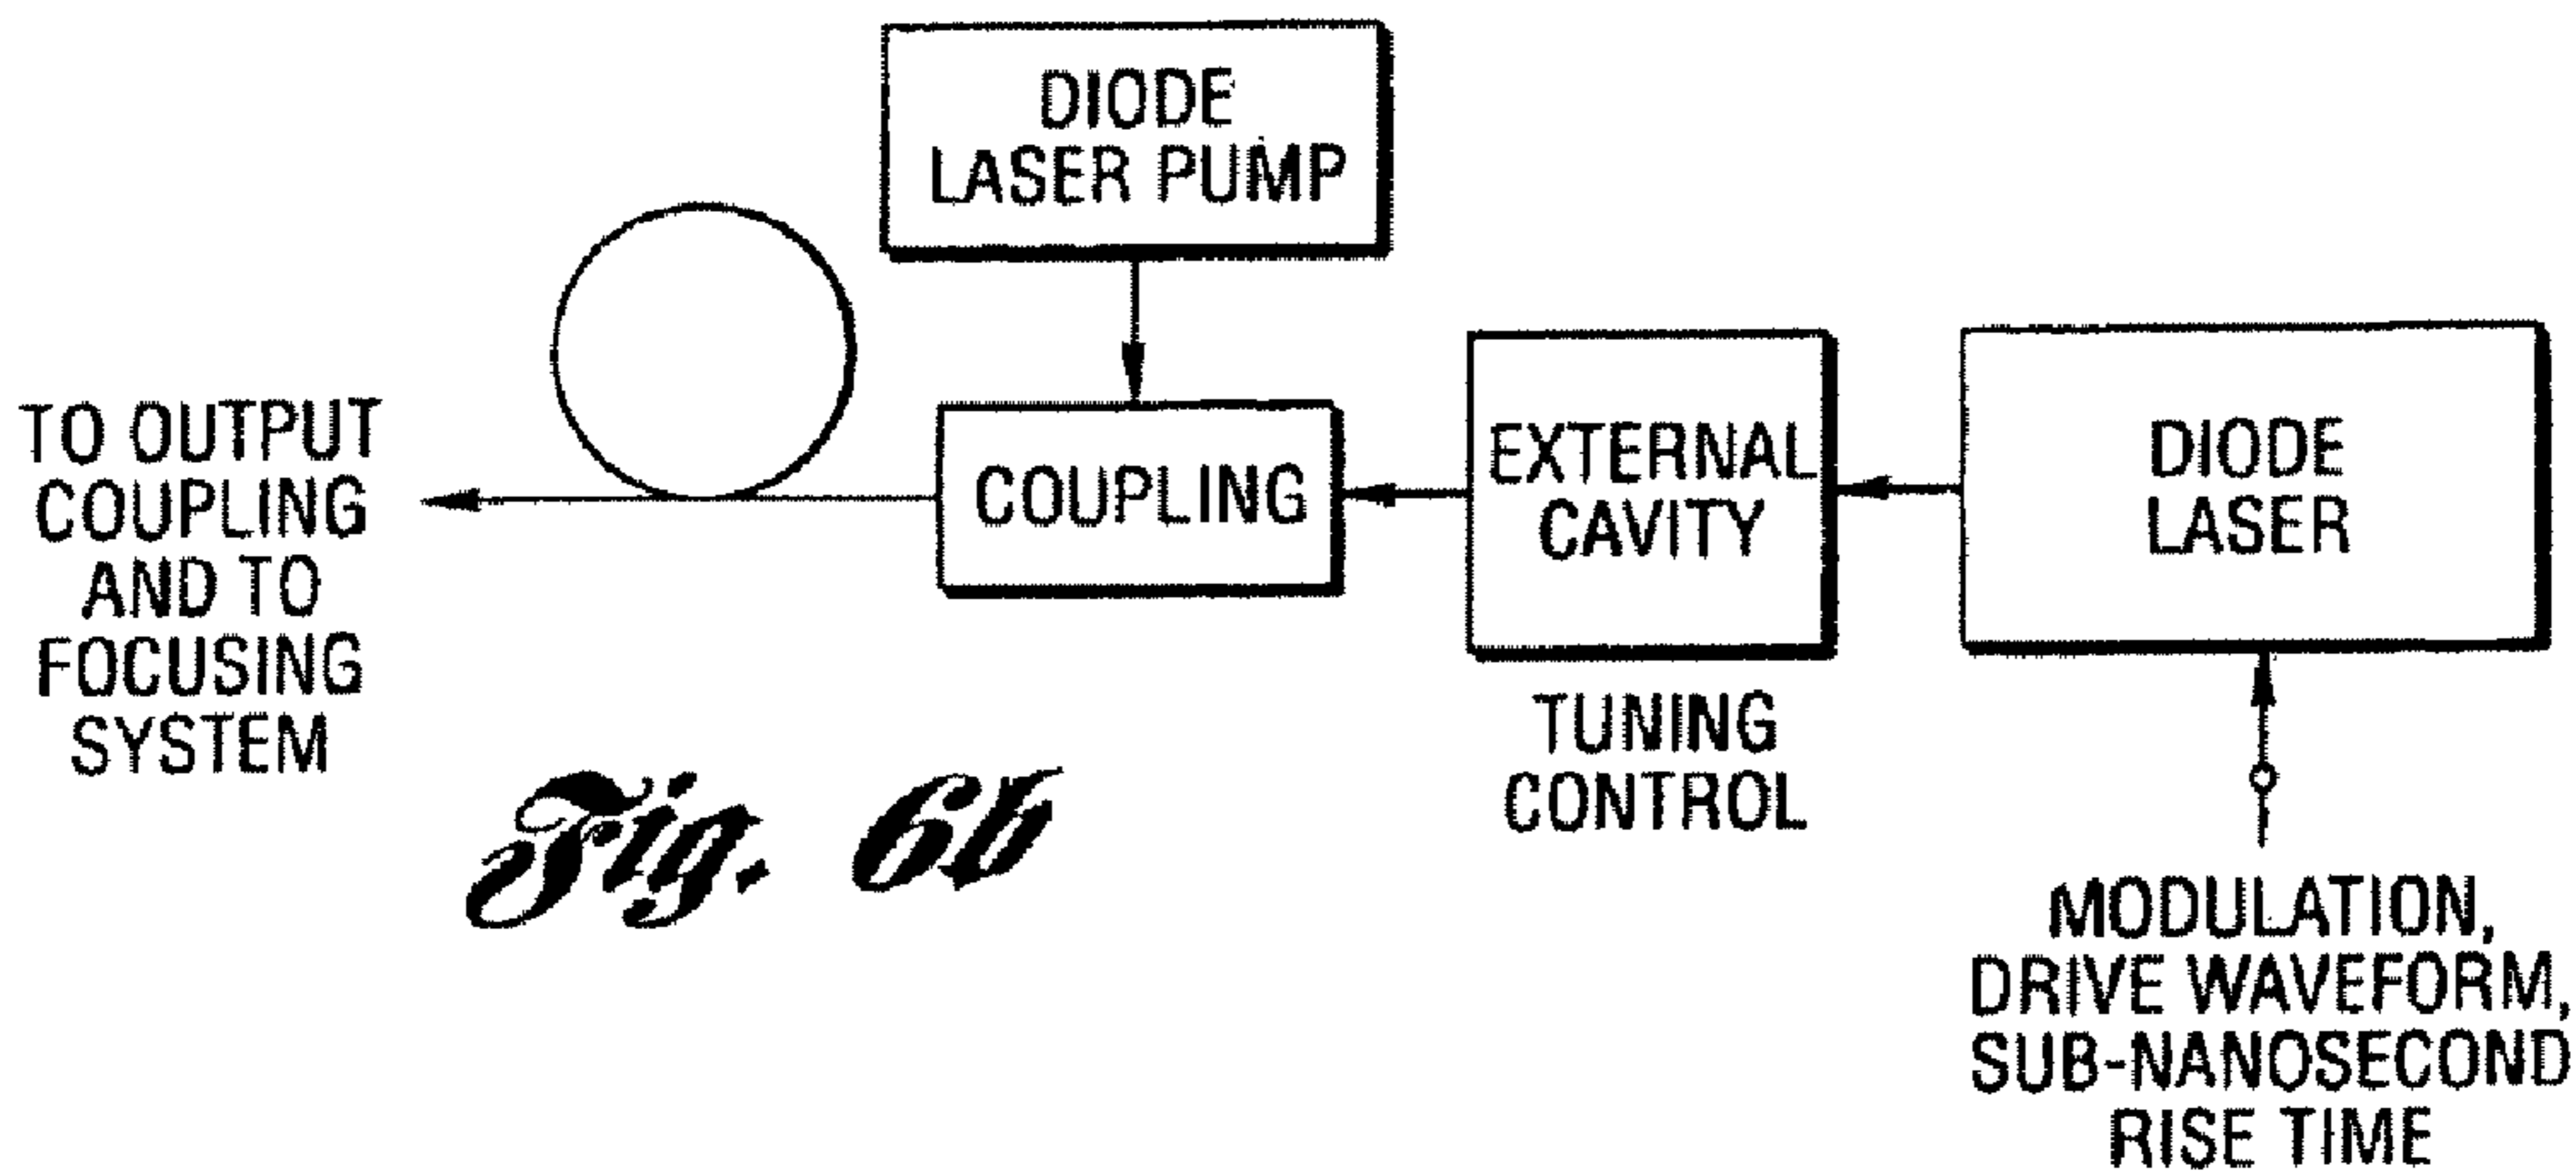 DIODE
LASER PUMP
TO OUTPUT
COUPLING
AND TO
FOCUSING
SYSTEM
COUPLING
EXTERNAL
CAVITY
TUNING
CONTROL
DIODE
LASER
MODULATION,
DRIVE WAVEFORM,
SUB-NANOSECOND
RISE TIME
Fig. 6b